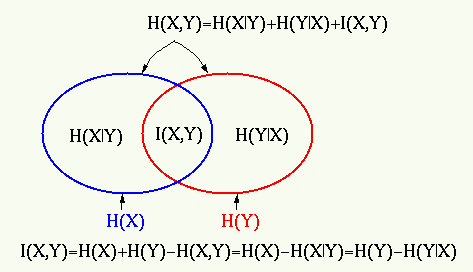 H(X,Y)=H(X|Y)+H(Y|X)+I(X,Y)
H(X|Y) I(X,Y) H(Y|X)
H(X) H(Y)
I(X,Y)=H(X)+H(Y)−H(X,Y)=H(X)−H(X|Y)=H(Y)−H(Y|X)